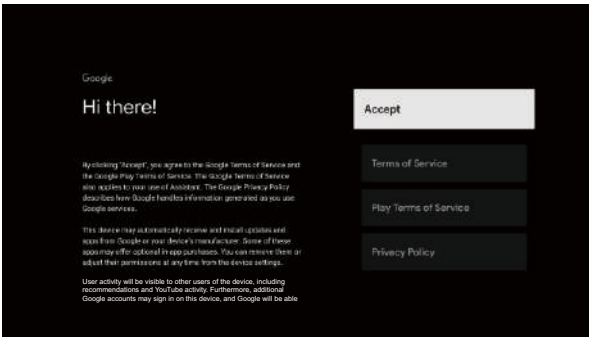 Google
Hi there!
By clicking "Accept", you agree to the Google Terms of Service and
the Google Play Terms of Service. The Google Terms of Service
also applies to your use of Assistant. The Google Privacy Policy
describes how Google handles information generated as you use
Google services.
This device may automatically receive and install updates and
apps from Google or your device's manufacturer. Some of these
apps may offer optional in-app purchases. You can remove them or
adjust their permissions at any time from the device settings.
User activity will be visible to other users of the device, including
recommendations and YouTube activity. Furthermore, additional
Google accounts may sign in on this device, and Google will be able
Accept
Terms of Service
Play Terms of Service
Privacy Policy